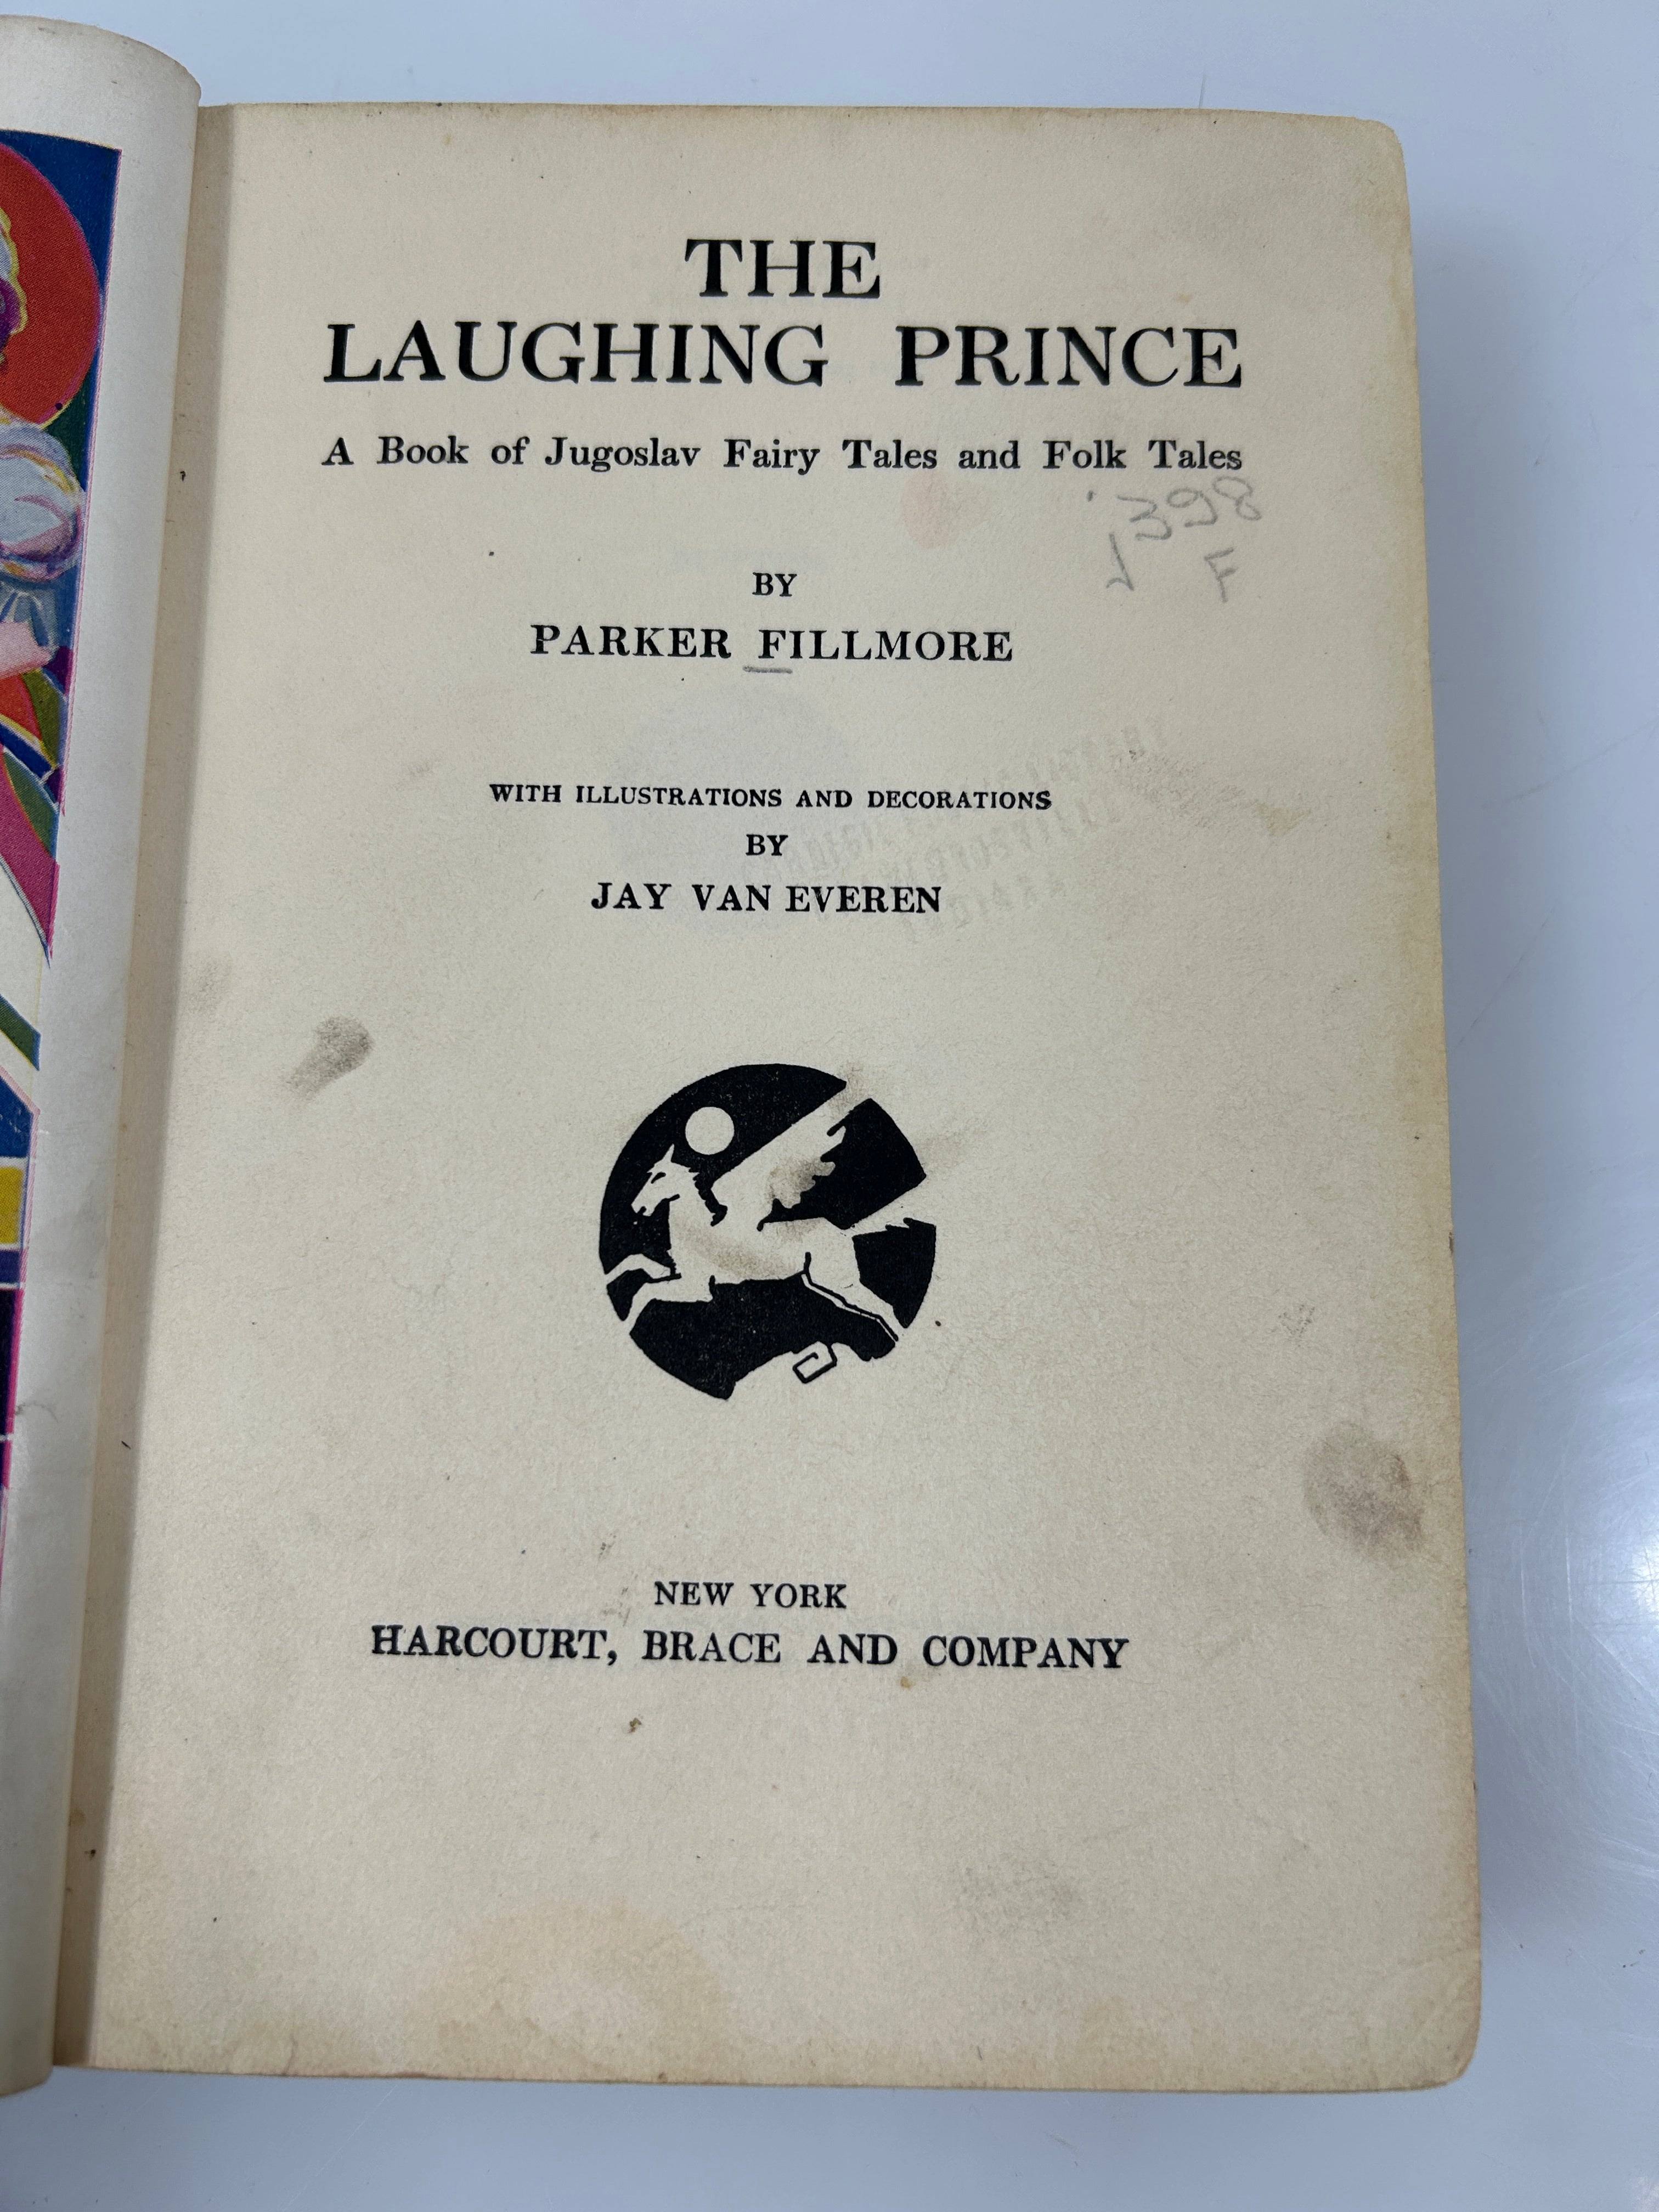 THE
LAUGHING PRINCE
A Book of Jugoslav Fairy Tales and Folk Tales
398
J F
BY
PARKER FILLMORE
WITH ILLUSTRATIONS AND DECORATIONS
BY
JAY VAN EVEREN
NEW YORK
HARCOURT, BRACE AND COMPANY